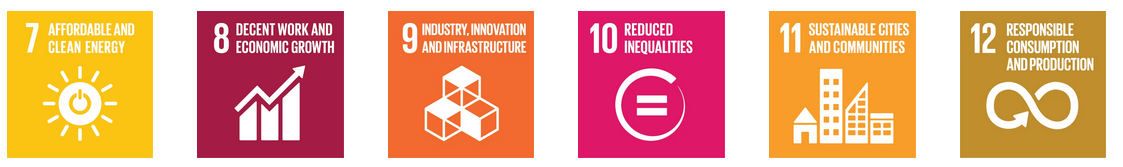 7 AFFORDABLE AND
CLEAN ENERGY
8 DECENT WORK AND
ECONOMIC GROWTH
9 INDUSTRY, INNOVATION
AND INFRASTRUCTURE
10 REDUCED
INEQUALITIES
11 SUSTAINABLE CITIES
AND COMMUNITIES
12 RESPONSIBLE
CONSUMPTION
AND PRODUCTION